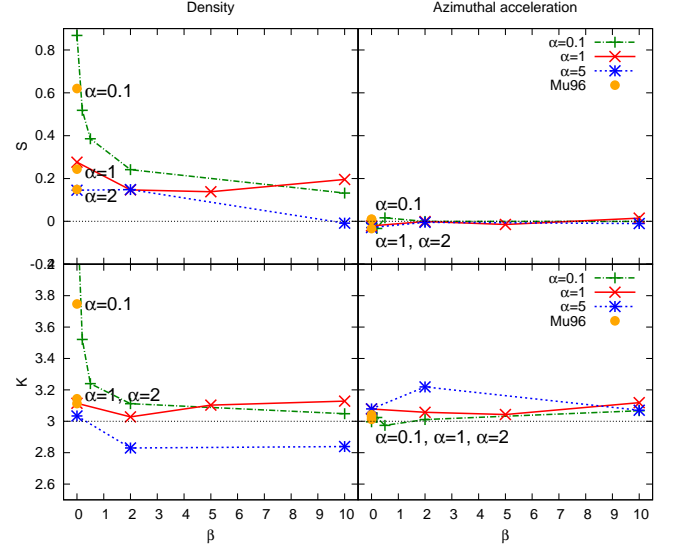 Density Azimuthal acceleration
0.8
0.6
0.4
0.2
0
-0.2
S
α=0.1
α=1
α=2
α=0.1
α=1
α=5
Mu96
α=0.1
α=1, α=2
4
3.8
3.6
3.4
3.2
3
2.8
2.6
K
α=0.1
α=1, α=2
α=0.1
α=1
α=5
Mu96
α=0.1, α=1, α=2
0 1 2 3 4 5 6 7 8 9 10 0 1 2 3 4 5 6 7 8 9 10
β β